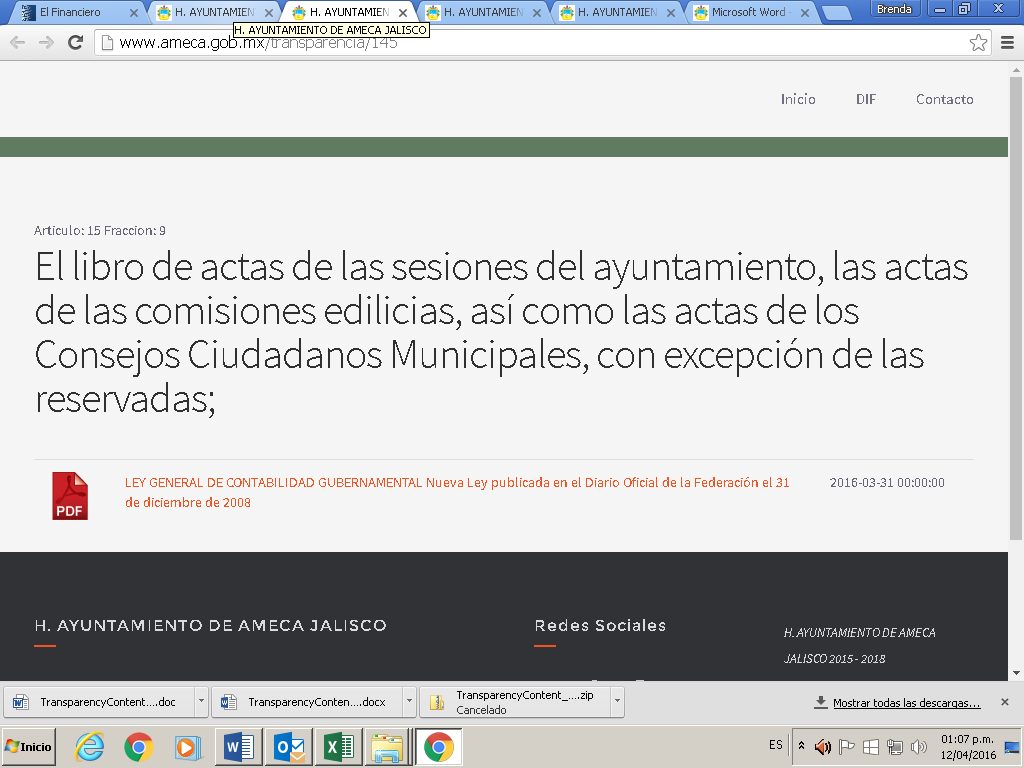 El Financiero
H. AYUNTAMIEN
H. AYUNTAMIEN
H. AYUNTAMIEN
H. AYUNTAMIEN
Microsoft Word -
Brenda
www.ameca.gob.mx/transparencia/145
H. AYUNTAMIENTO DE AMECA JALISCO
Inicio DIF Contacto
Artículo: 15 Fraccion: 9
El libro de actas de las sesiones del ayuntamiento, las actas
de las comisiones edilicias, así como las actas de los
Consejos Ciudadanos Municipales, con excepción de las
reservadas;
PDF
LEY GENERAL DE CONTABILIDAD GUBERNAMENTAL Nueva Ley publicada en el Diario Oficial de la Federación el 31
de diciembre de 2008
2016-03-31 00:00:00
H. AYUNTAMIENTO DE AMECA JALISCO
Redes Sociales
H. AYUNTAMIENTO DE AMECA
JALISCO 2015 - 2018
TransparencyContent....doc
TransparencyConten....docx
TransparencyContent_....zip
Cancelado
Mostrar todas las descargas...
Inicio
ES
01:07 p.m.
12/04/2016